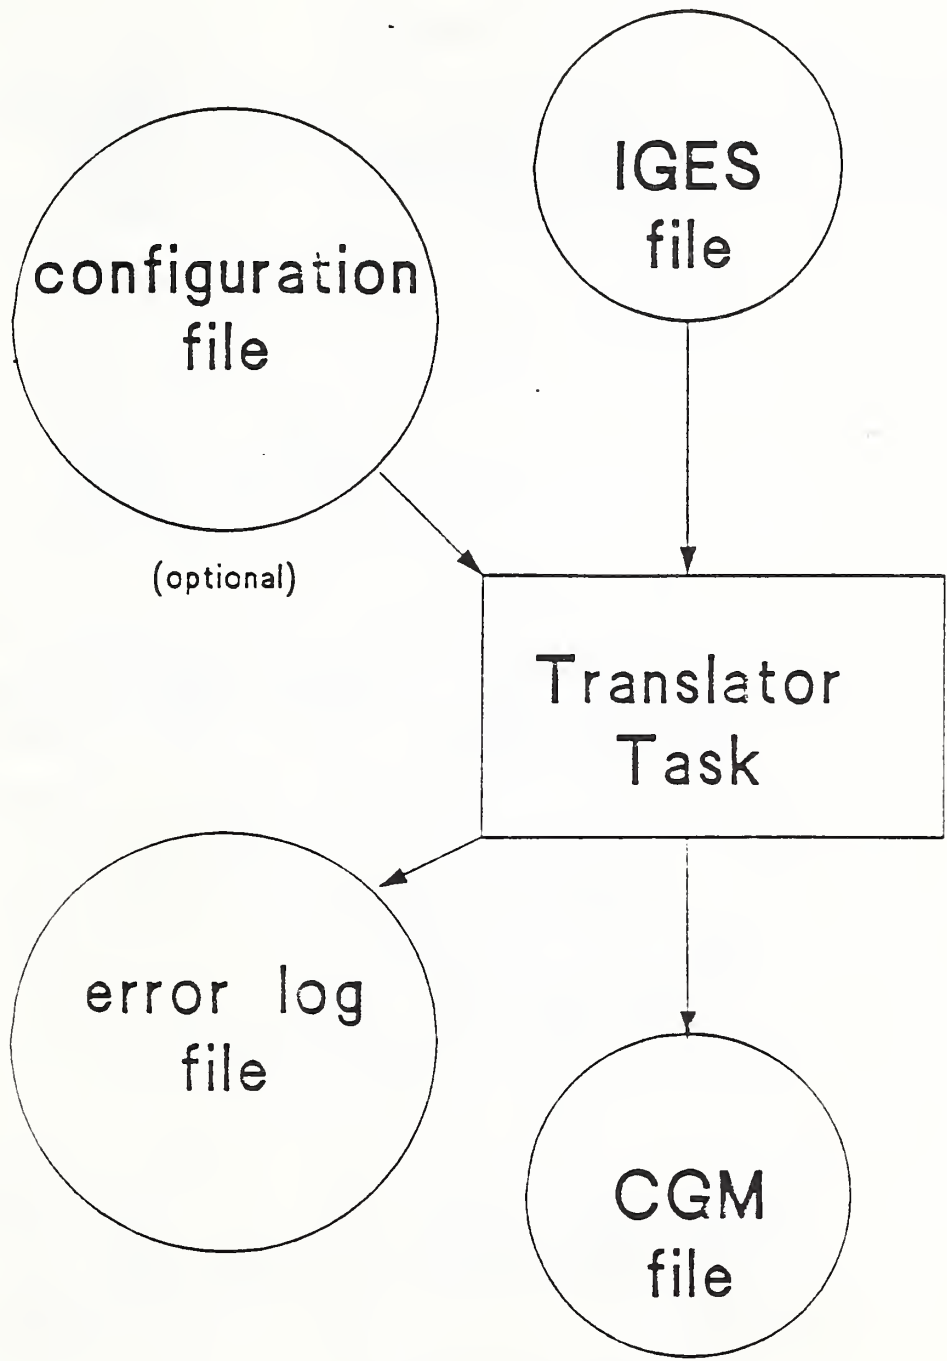 IGES
file
configuration
file
(optional)
Translator
Task
error log
file
CGM
file